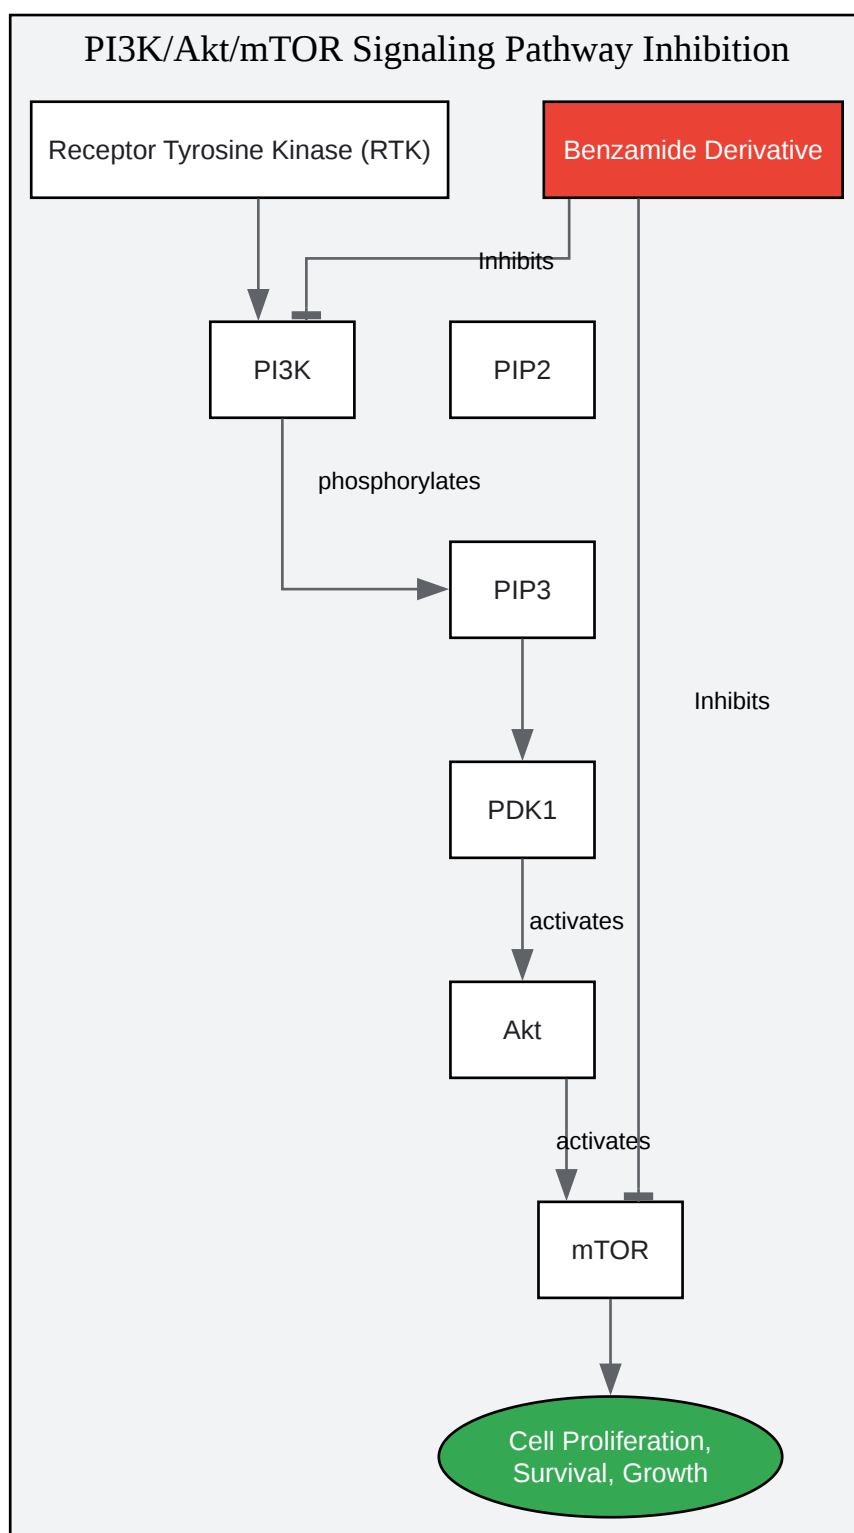 PI3K/Akt/mTOR Signaling Pathway Inhibition
Receptor Tyrosine Kinase (RTK)
Benzamide Derivative
Inhibits
PI3K
PIP2
phosphorylates
PIP3
Inhibits
PDK1
activates
Akt
activates
mTOR
Cell Proliferation,
Survival, Growth